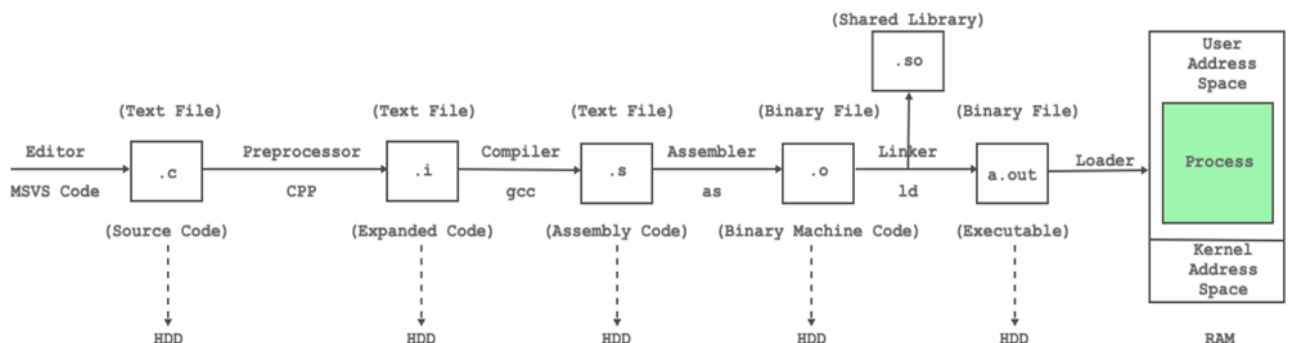 (Shared Library)
.so
User
Address
Space
(Text File) (Text File) (Text File) (Binary File) (Binary File)
Editor Preprocessor Compiler Assembler Linker Loader
.c .i .s .o a.out Process
MSVS Code CPP gcc as ld
(Source Code) (Expanded Code) (Assembly Code) (Binary Machine Code) (Executable)
Kernel
Address
Space
HDD HDD HDD HDD HDD RAM